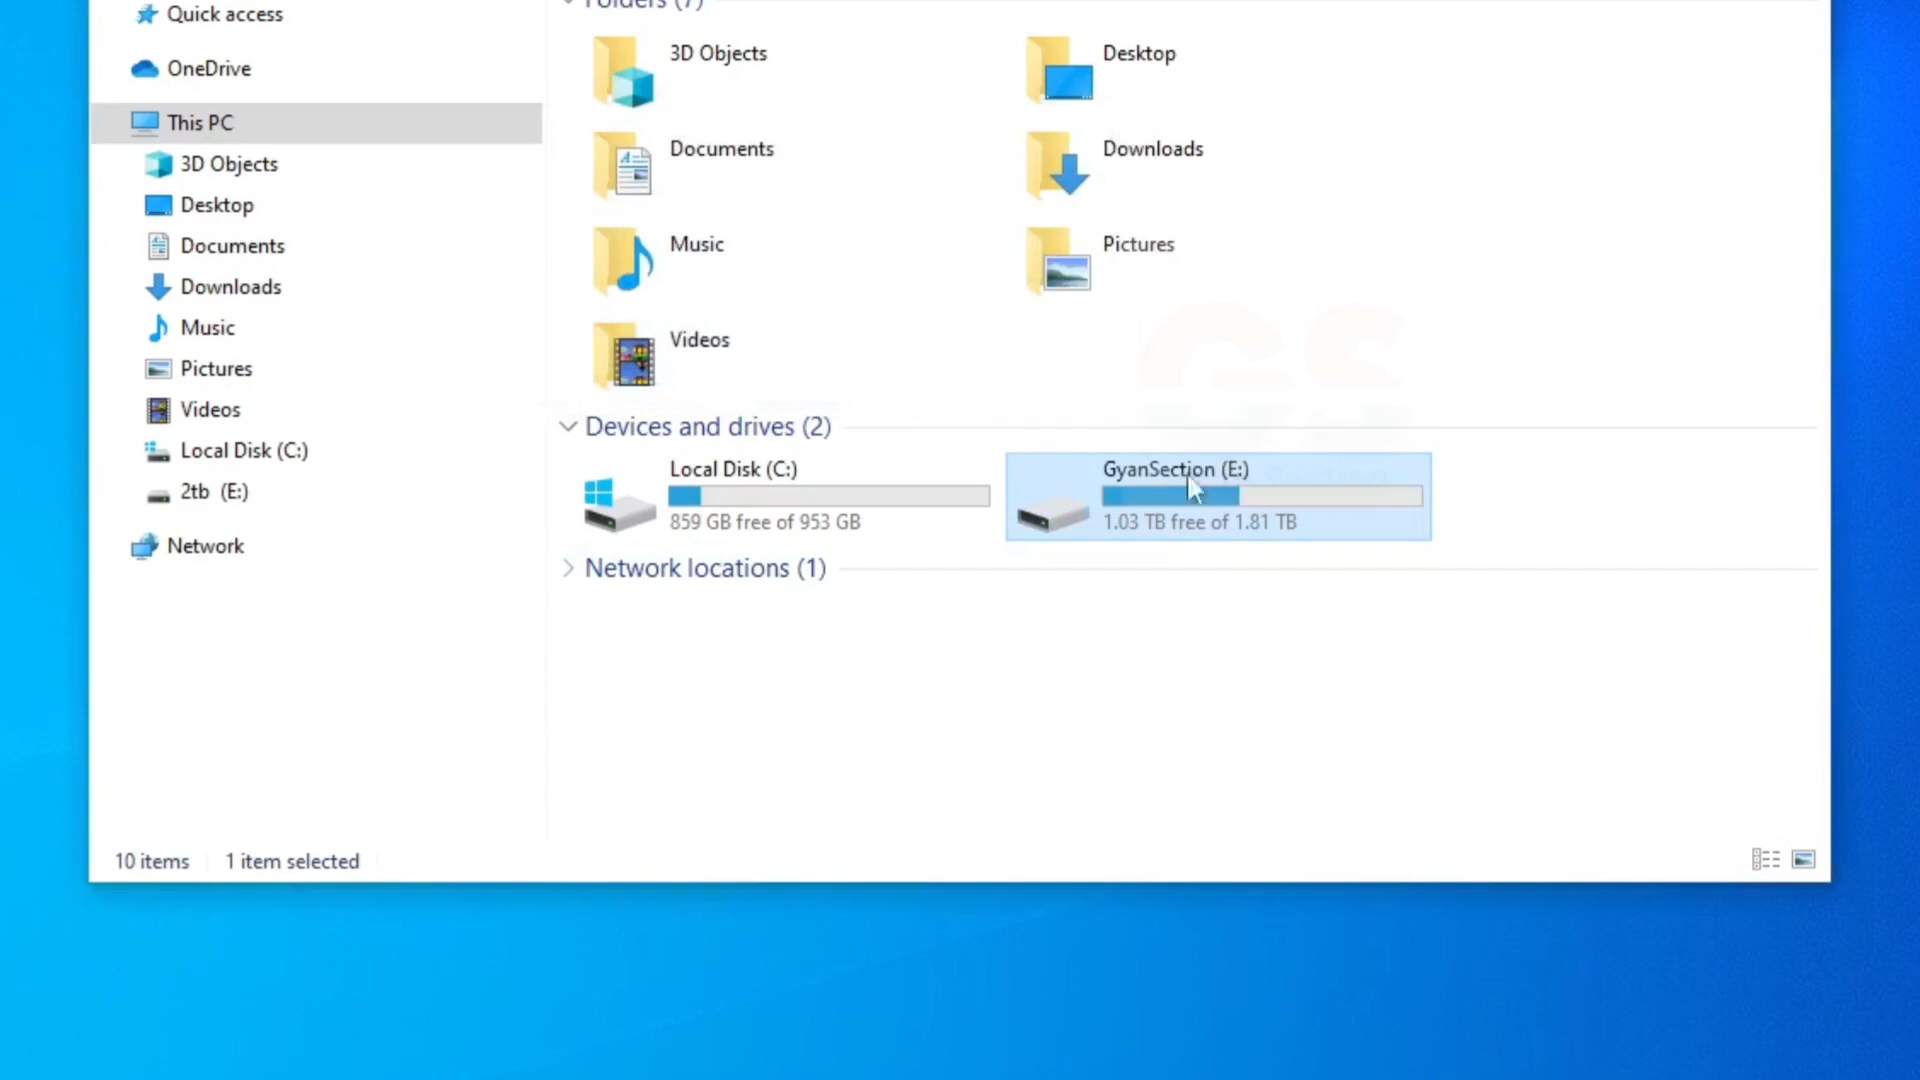 Quick access
OneDrive
This PC
3D Objects
Desktop
Documents
Downloads
Music
Pictures
Videos
Local Disk (C:)
2tb (E:)
Network
Folders (7)
3D Objects
Desktop
Documents
Downloads
Music
Pictures
Videos
GS
Devices and drives (2)
Local Disk (C:)
859 GB free of 953 GB
GyanSection (E:)
1.03 TB free of 1.81 TB
Network locations (1)
10 items
1 item selected